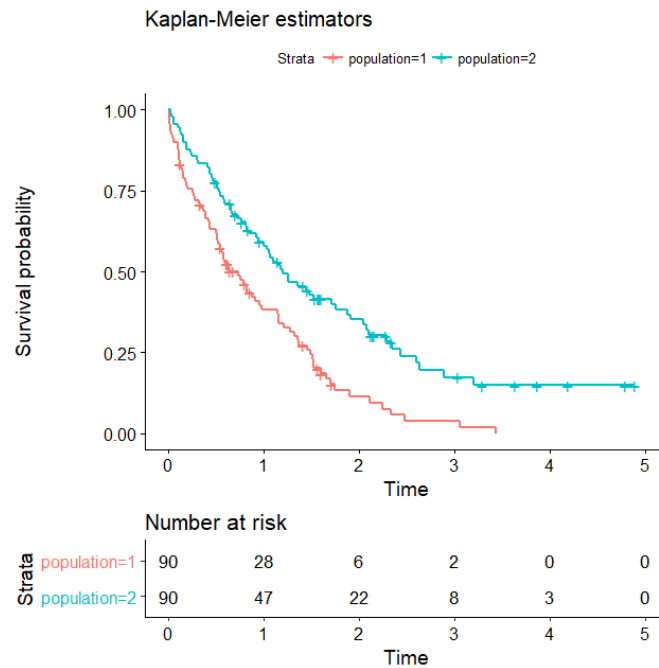 Kaplan-Meier estimators
Strata population=1 population=2
Survival probability
1.00
0.75
0.50
0.25
0.00
0 1 2 3 4 5
Time
Number at risk
Strata
population=1 90 28 6 2 0 0
population=2 90 47 22 8 3 0
0 1 2 3 4 5
Time